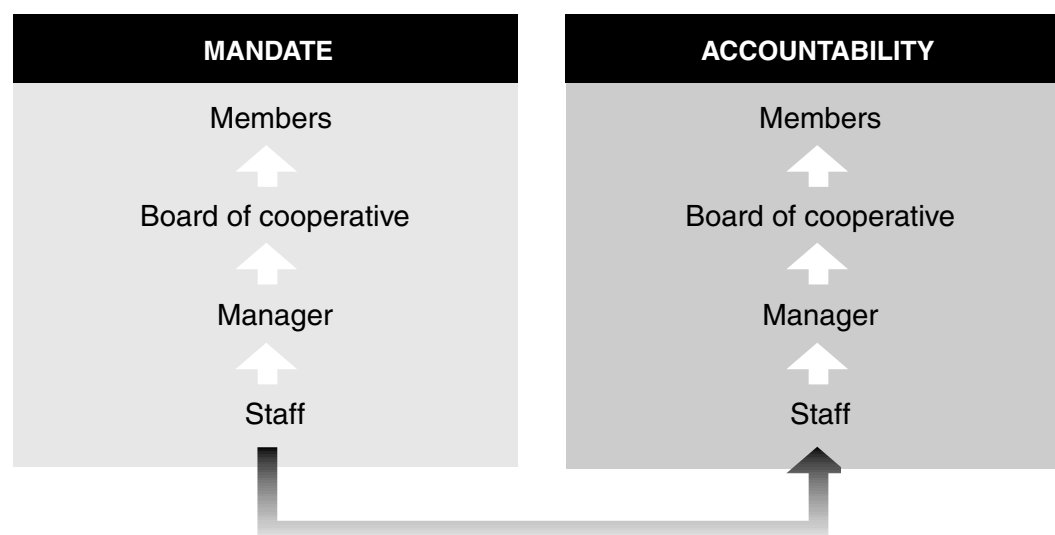 MANDATE
Members
Board of cooperative
Manager
Staff
ACCOUNTABILITY
Members
Board of cooperative
Manager
Staff